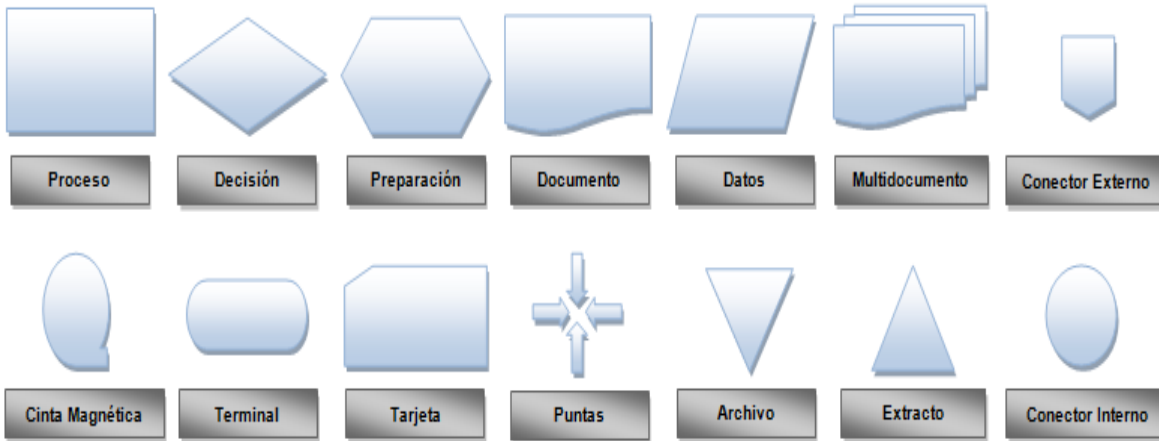 Proceso
Decisión
Preparación
Documento
Datos
Multidocumento
Conector Externo
Cinta Magnética
Terminal
Tarjeta
Puntas
Archivo
Extracto
Conector Interno